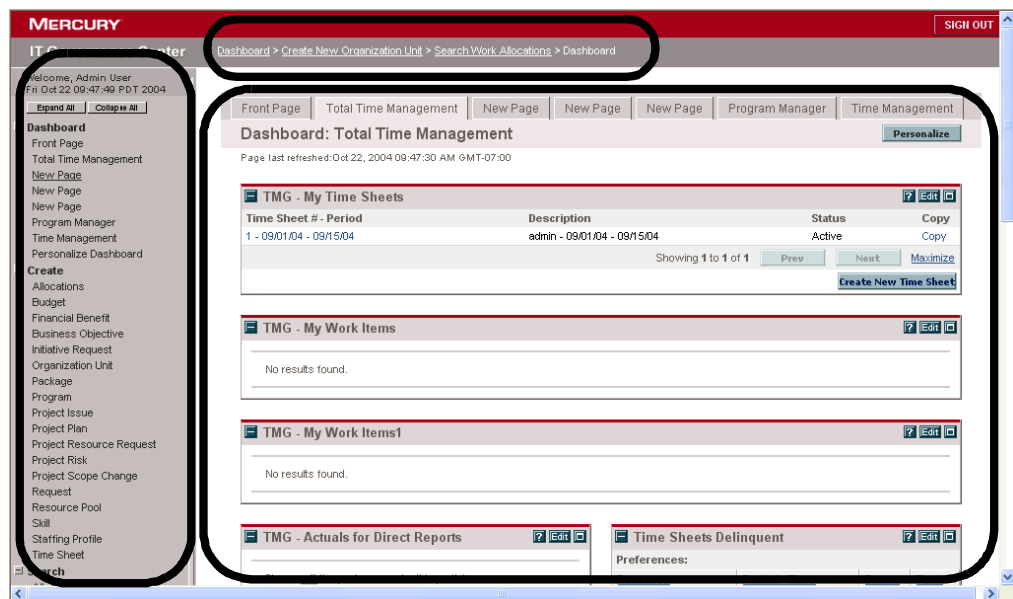 MERCURY
SIGN OUT
IT Governance Center
Dashboard > Create New Organization Unit > Search Work Allocations > Dashboard
Welcome, Admin User
Fri Oct 22 09:47:49 PDT 2004
Expand All Collapse All
Dashboard
Front Page
Total Time Management
New Page
New Page
New Page
Program Manager
Time Management
Personalize Dashboard
Create
Allocations
Budget
Financial Benefit
Business Objective
Initiative Request
Organization Unit
Package
Program
Project Issue
Project Plan
Project Resource Request
Project Risk
Project Scope Change
Request
Resource Pool
Skill
Staffing Profile
Time Sheet
Search
Front Page Total Time Management New Page New Page New Page Program Manager Time Management
Dashboard: Total Time Management
Personalize
Page last refreshed:Oct 22, 2004 09:47:30 AM GMT-07:00
TMG - My Time Sheets ? Edit
Time Sheet # - Period Description Status Copy
1 - 09/01/04 - 09/15/04 admin - 09/01/04 - 09/15/04 Active Copy
Showing 1 to 1 of 1 Prev Next Maximize
Create New Time Sheet
TMG - My Work Items ? Edit
No results found.
TMG - My Work Items1 ? Edit
No results found.
TMG - Actuals for Direct Reports ? Edit
Time Sheets Delinquent ? Edit
Preferences: